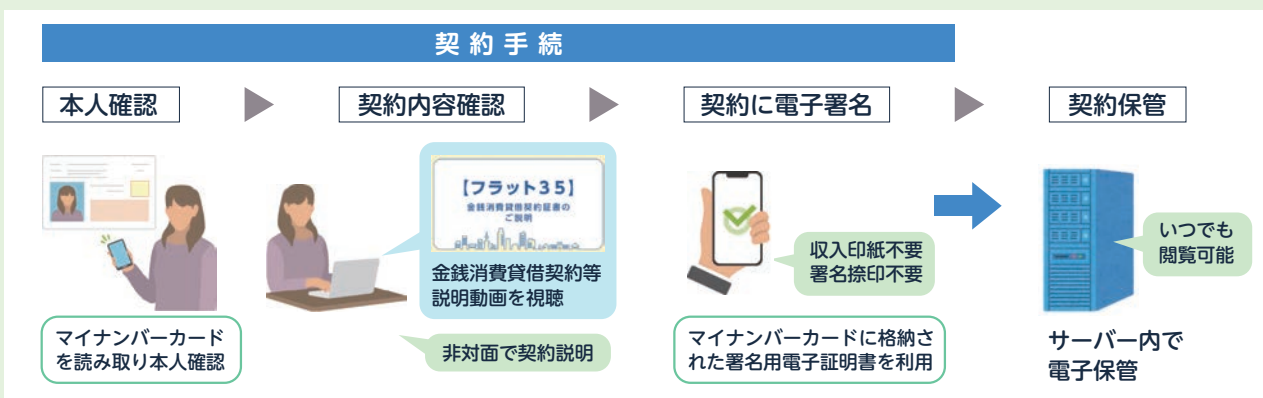 契約手続
本人確認
契約内容確認
契約に電子署名
契約保管
マイナンバーカード
を読み取り本人確認
【フラット35】
金銭消費貸借契約証書の
ご説明
金銭消費貸借契約等
説明動画を視聴
非対面で契約説明
収入印紙不要
署名捺印不要
マイナンバーカードに格納さ
れた署名用電子証明書を利用
いつでも
閲覧可能
サーバー内で
電子保管